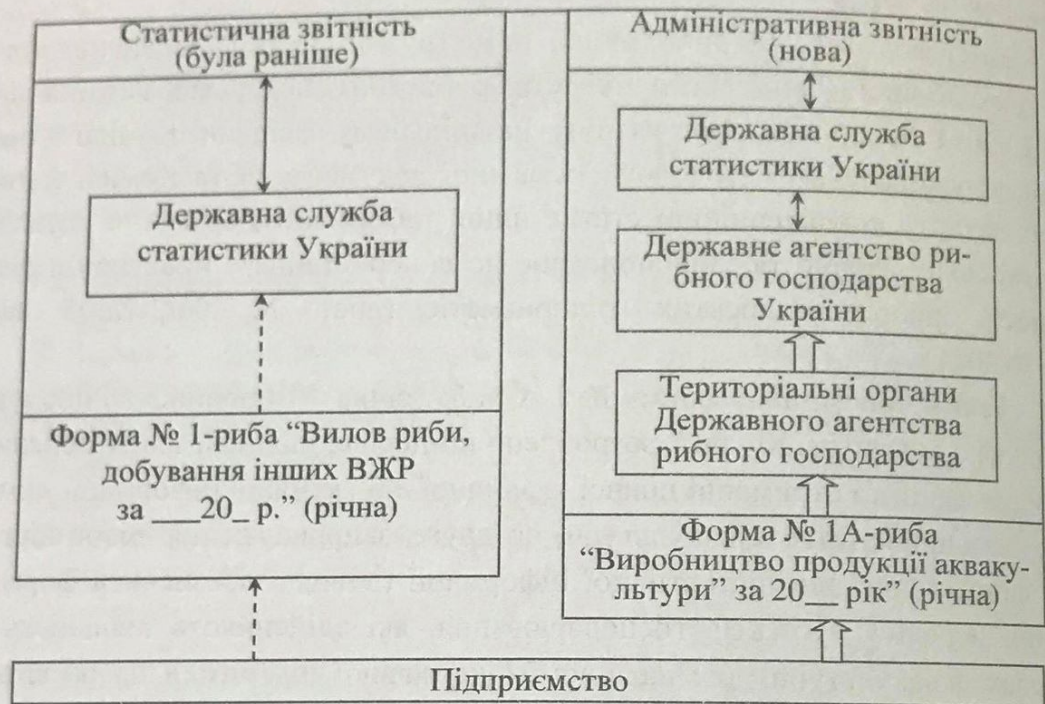 Статистична звітність
(була раніше)
Державна служба
статистики України
Форма № 1-риба “Вилов риби,
добування інших ВЖР
за ___20_ р.” (річна)
Адміністративна звітність
(нова)
Державна служба
статистики України
Державне агентство ри-
бного господарства
України
Територіальні органи
Державного агентства
рибного господарства
Форма № 1А-риба
“Виробництво продукції акваку-
льтури” за 20__ рік” (річна)
Підприємство